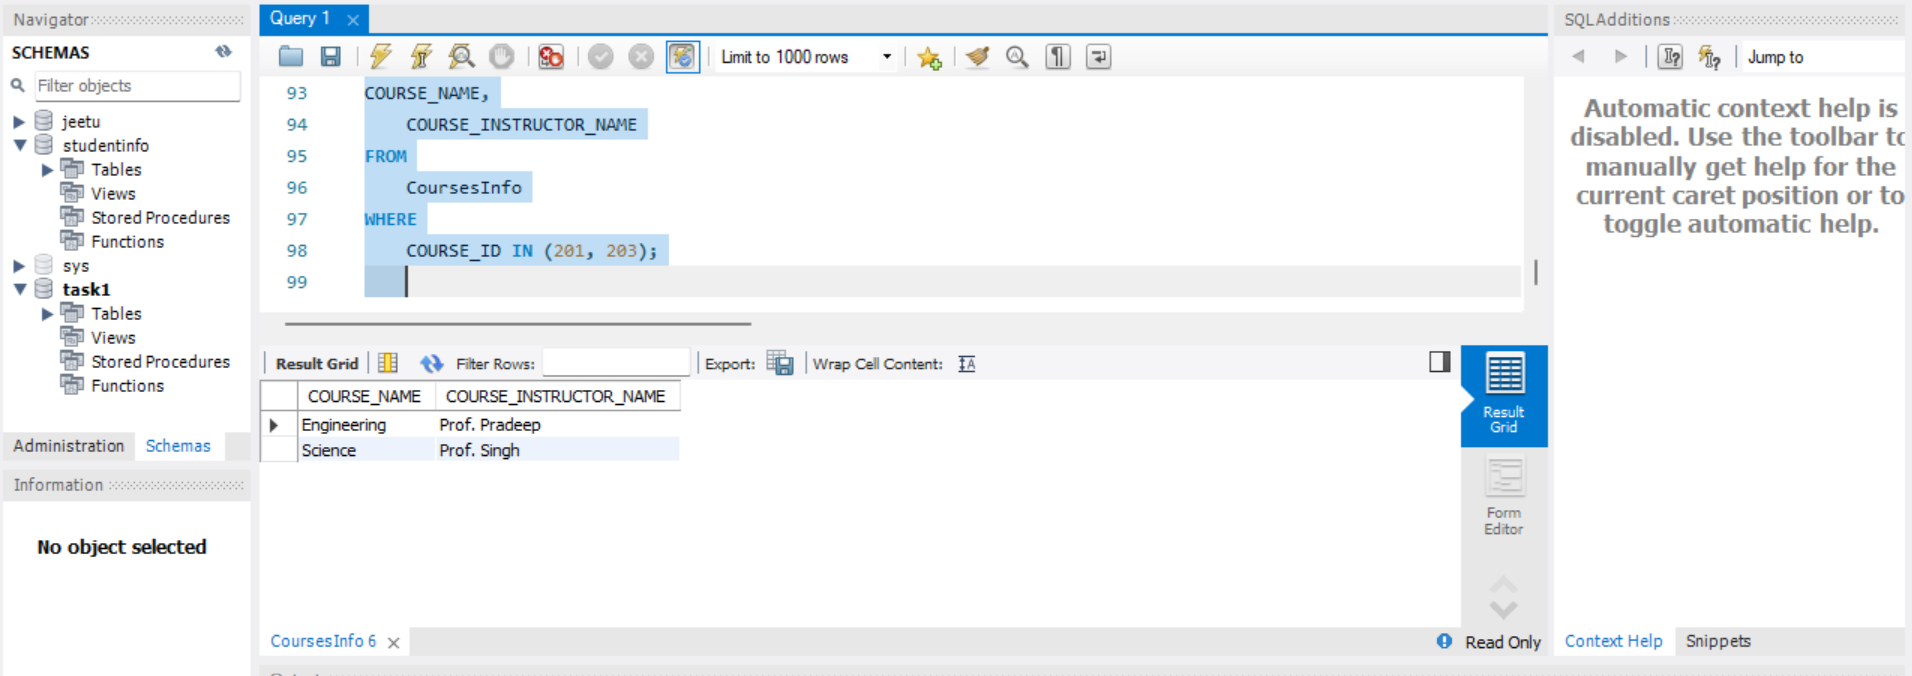 Navigator
SCHEMAS
Filter objects
jeetu
studentinfo
Tables
Views
Stored Procedures
Functions
sys
task1
Tables
Views
Stored Procedures
Functions
Administration Schemas
Information
No object selected
Query 1
Limit to 1000 rows
93 COURSE_NAME,
94 COURSE_INSTRUCTOR_NAME
95 FROM
96 CoursesInfo
97 WHERE
98 COURSE_ID IN (201, 203);
99
Result Grid Filter Rows: Export: Wrap Cell Content:
COURSE_NAME COURSE_INSTRUCTOR_NAME
Engineering Prof. Pradeep
Science Prof. Singh
Result
Grid
Form
Editor
CoursesInfo 6 Read Only
SQLAdditions
Jump to
Automatic context help is
disabled. Use the toolbar to
manually get help for the
current caret position or to
toggle automatic help.
Context Help Snippets